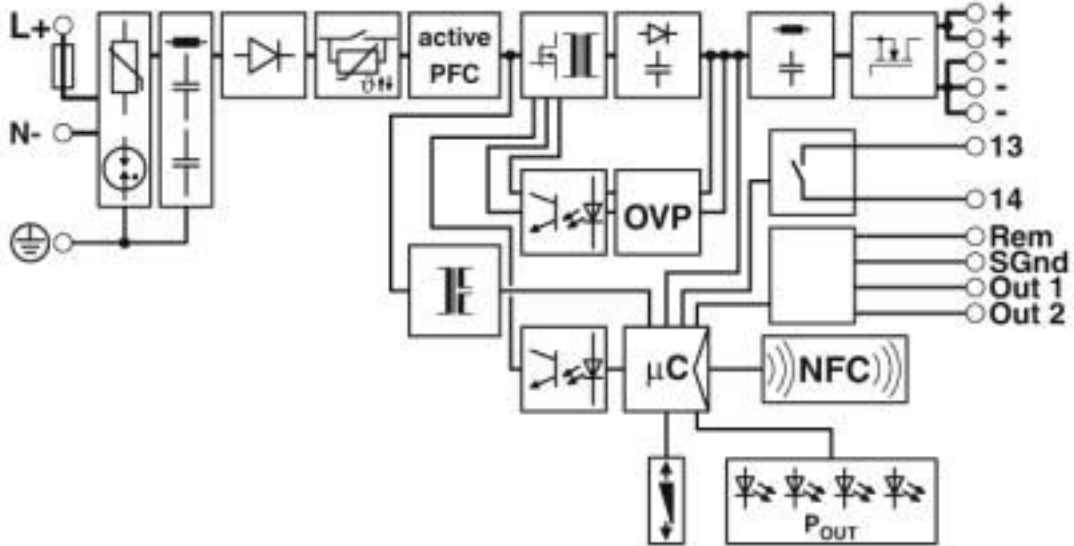 L+
N-
active
PFC
ϑ
+
+
-
-
-
13
14
OVP
Rem
SGnd
Out 1
Out 2
µC
NFC
POUT